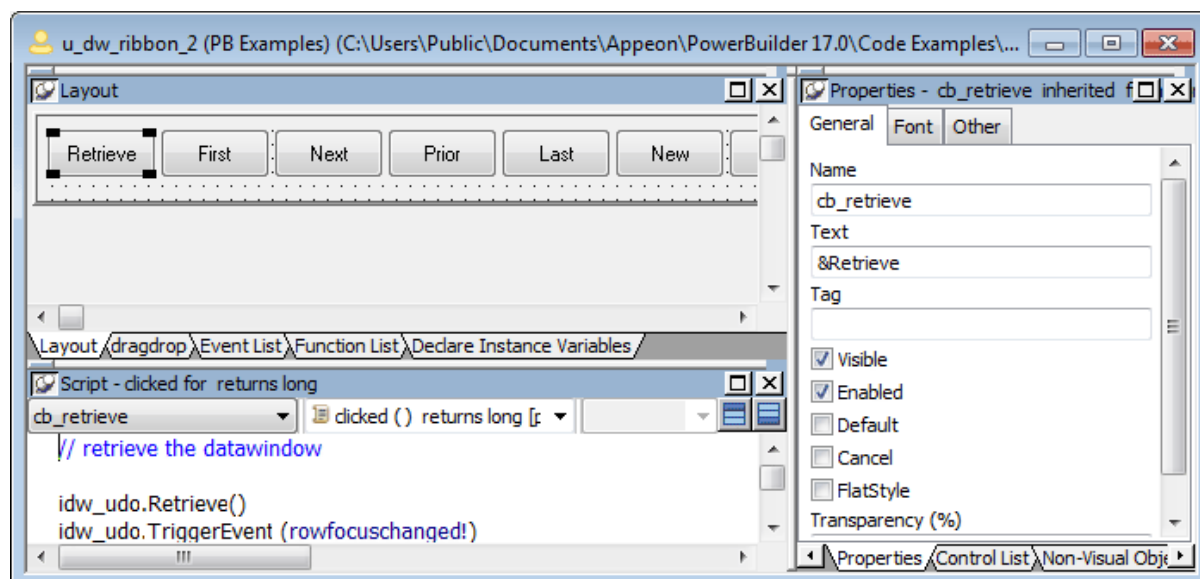 u_dw_ribbon_2 (PB Examples) (C:\Users\Public\Documents\Appeon\PowerBuilder 17.0\Code Examples\...
Layout
Retrieve First Next Prior Last New
Layout dragdrop Event List Function List Declare Instance Variables
Script - clicked for returns long
cb_retrieve clicked ( ) returns long [p
// retrieve the datawindow
idw_udo.Retrieve()
idw_udo.TriggerEvent (rowfocuschanged!)
Properties - cb_retrieve inherited
General Font Other
Name
cb_retrieve
Text
&Retrieve
Tag
Visible
Enabled
Default
Cancel
FlatStyle
Transparency (%)
Properties Control List Non-Visual Obje